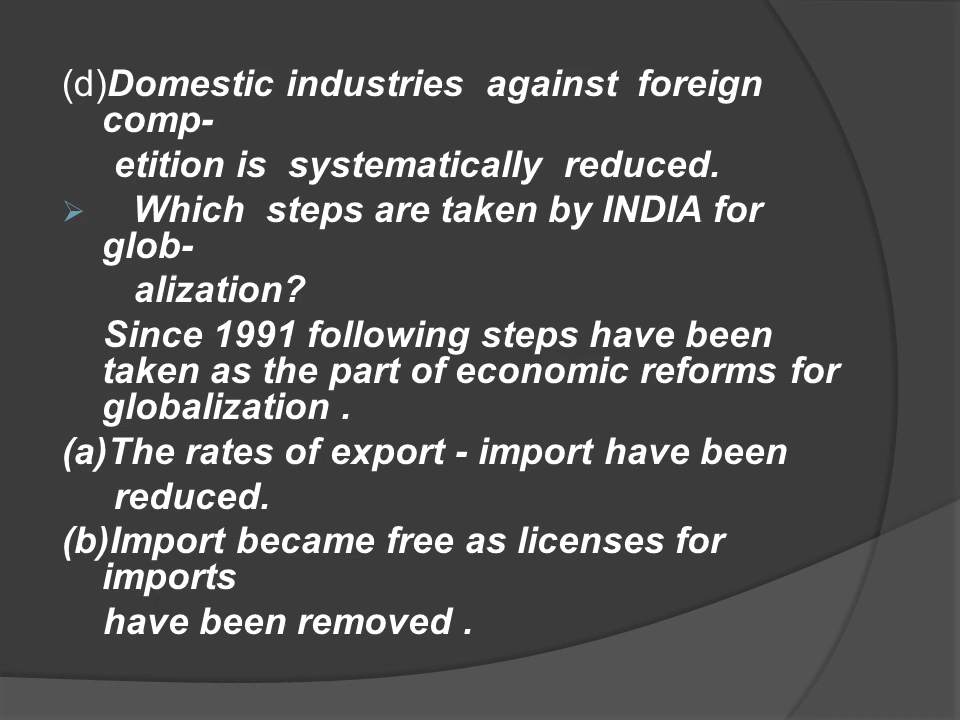 (d)Domestic industries against foreign
comp-
etition is systematically reduced.
Which steps are taken by INDIA for
glob-
alization?
Since 1991 following steps have been
taken as the part of economic reforms for
globalization .
(a)The rates of export - import have been
reduced.
(b)Import became free as licenses for
imports
have been removed .